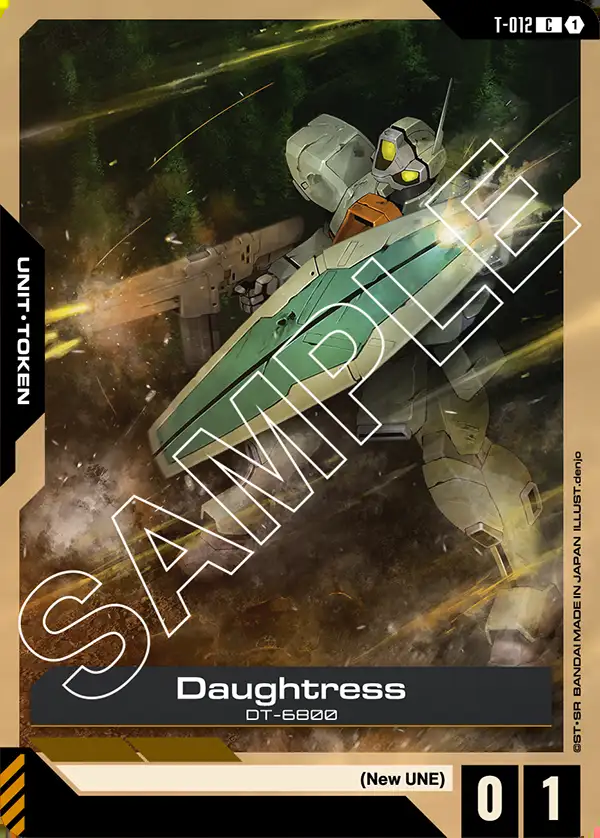 T-012 C 1
UNIT・TOKEN
SAMPLE
©ST・SR BANDAI MADE IN JAPAN ILLUST.denjo
Daughtress
DT-6800
(New UNE)
0 1